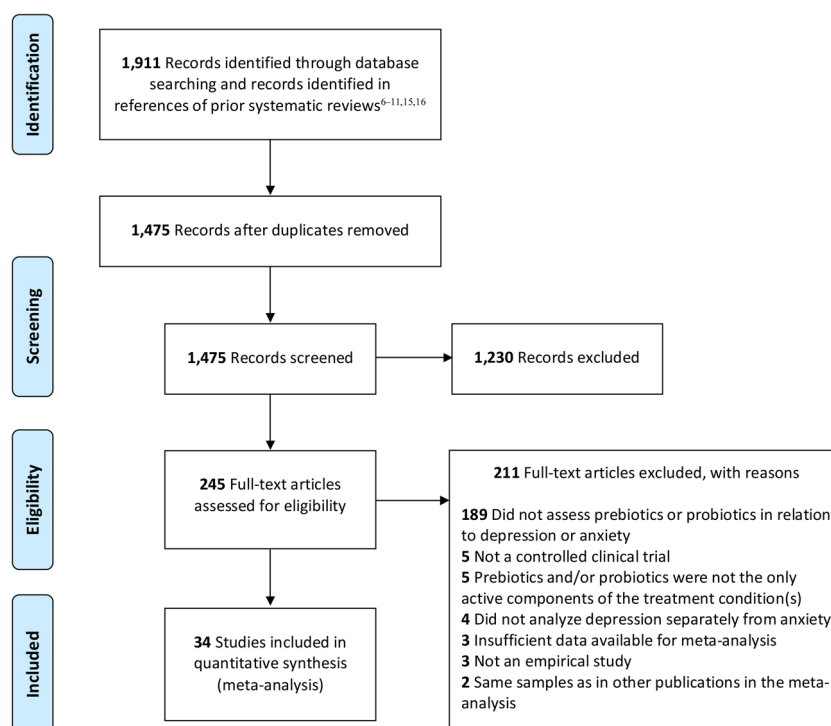 Identification
1,911 Records identified through database
searching and records identified in
references of prior systematic reviews6–11,15,16
1,475 Records after duplicates removed
Screening
1,475 Records screened
1,230 Records excluded
Eligibility
245 Full-text articles
assessed for eligibility
211 Full-text articles excluded, with reasons
189 Did not assess prebiotics or probiotics in relation
to depression or anxiety
5 Not a controlled clinical trial
5 Prebiotics and/or probiotics were not the only
active components of the treatment condition(s)
4 Did not analyze depression separately from anxiety
3 Insufficient data available for meta-analysis
3 Not an empirical study
2 Same samples as in other publications in the meta-
analysis
Included
34 Studies included in
quantitative synthesis
(meta-analysis)